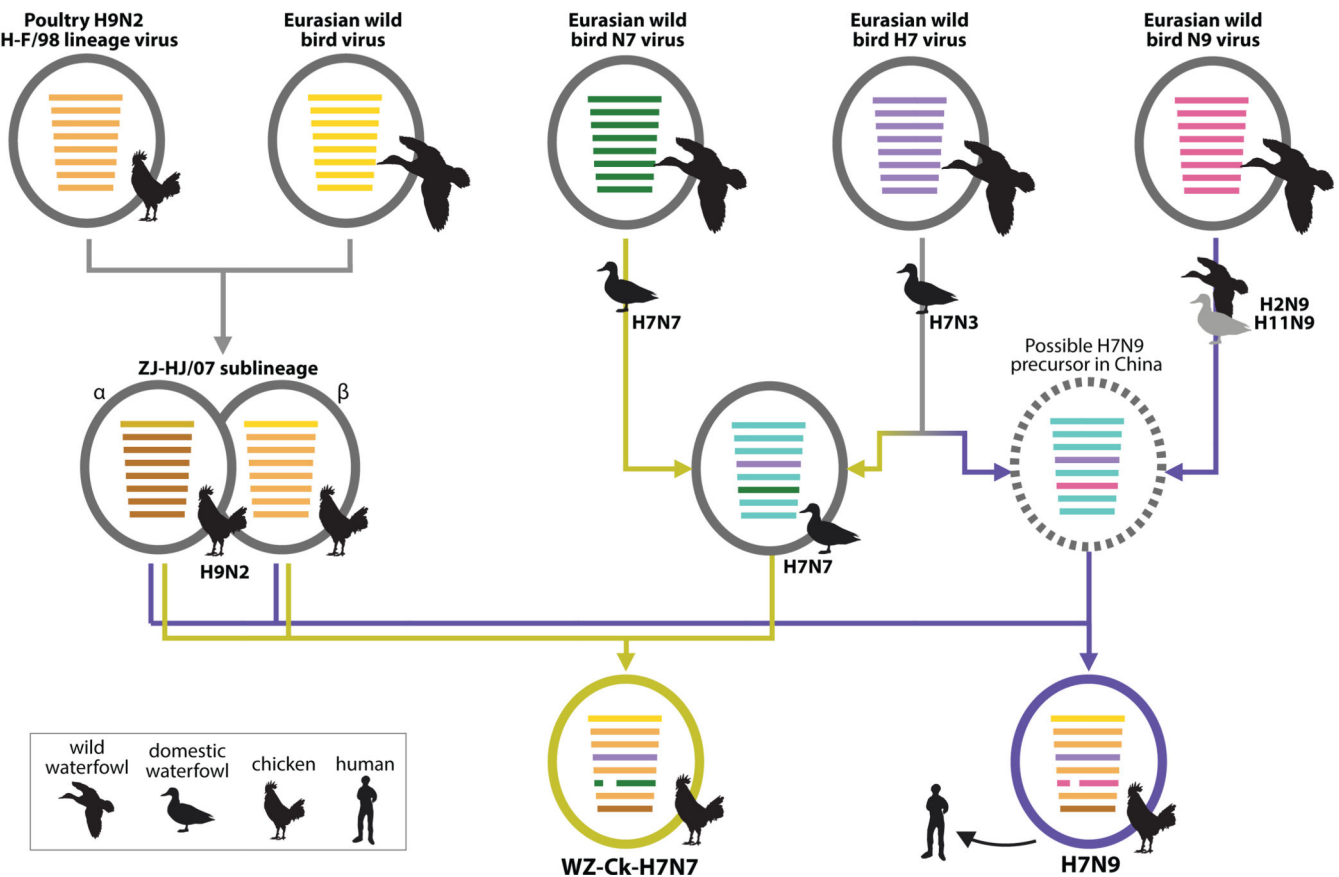 Poultry H9N2
H-F/98 lineage virus
Eurasian wild
bird virus
Eurasian wild
bird N7 virus
Eurasian wild
bird H7 virus
Eurasian wild
bird N9 virus
H7N7
H7N3
H2N9
H11N9
ZJ-HJ/07 sublineage
α
β
H9N2
H7N7
Possible H7N9
precursor in China
wild
waterfowl
domestic
waterfowl
chicken
human
WZ-Ck-H7N7
H7N9